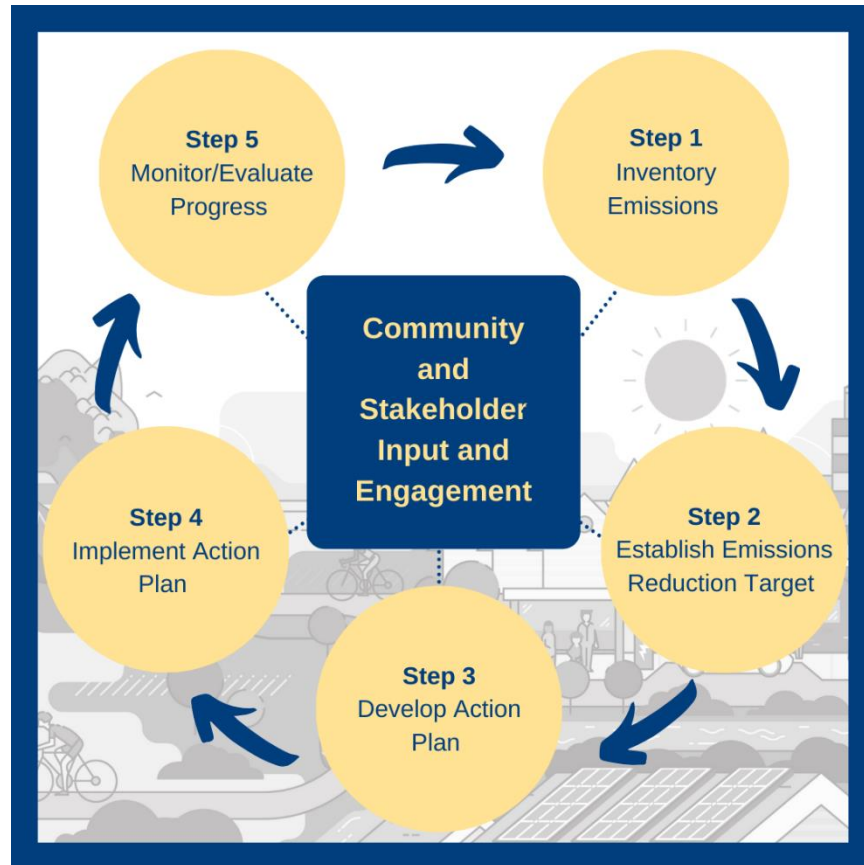 Step 1
Inventory
Emissions
Step 2
Establish Emissions
Reduction Target
Step 3
Develop Action
Plan
Step 4
Implement Action
Plan
Step 5
Monitor/Evaluate
Progress
Community
and
Stakeholder
Input and
Engagement